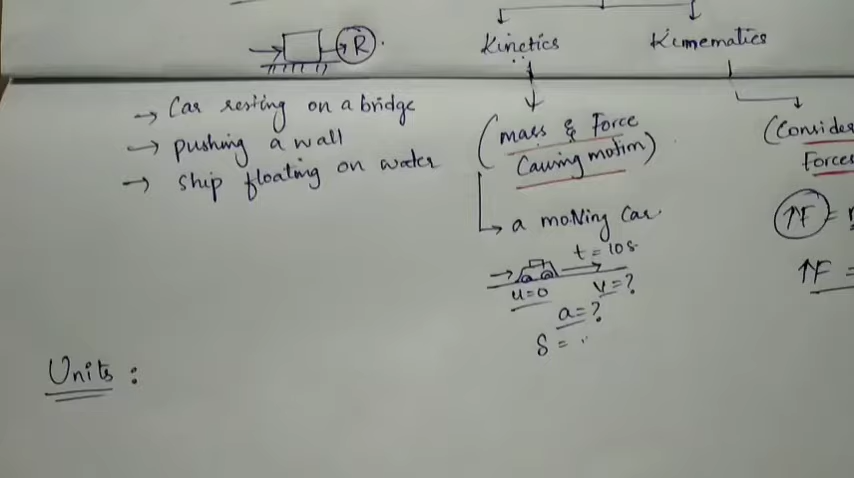 R
Kinetics
Kinematics
→ Car resting on a bridge
→ pushing a wall
→ ship floating on water
(mass & Force
Causing motion)
→ a moving car
t = 10s
u=0
v=?
a=?
S =
(Consider
Forces
↑F =
↑F =
Units :